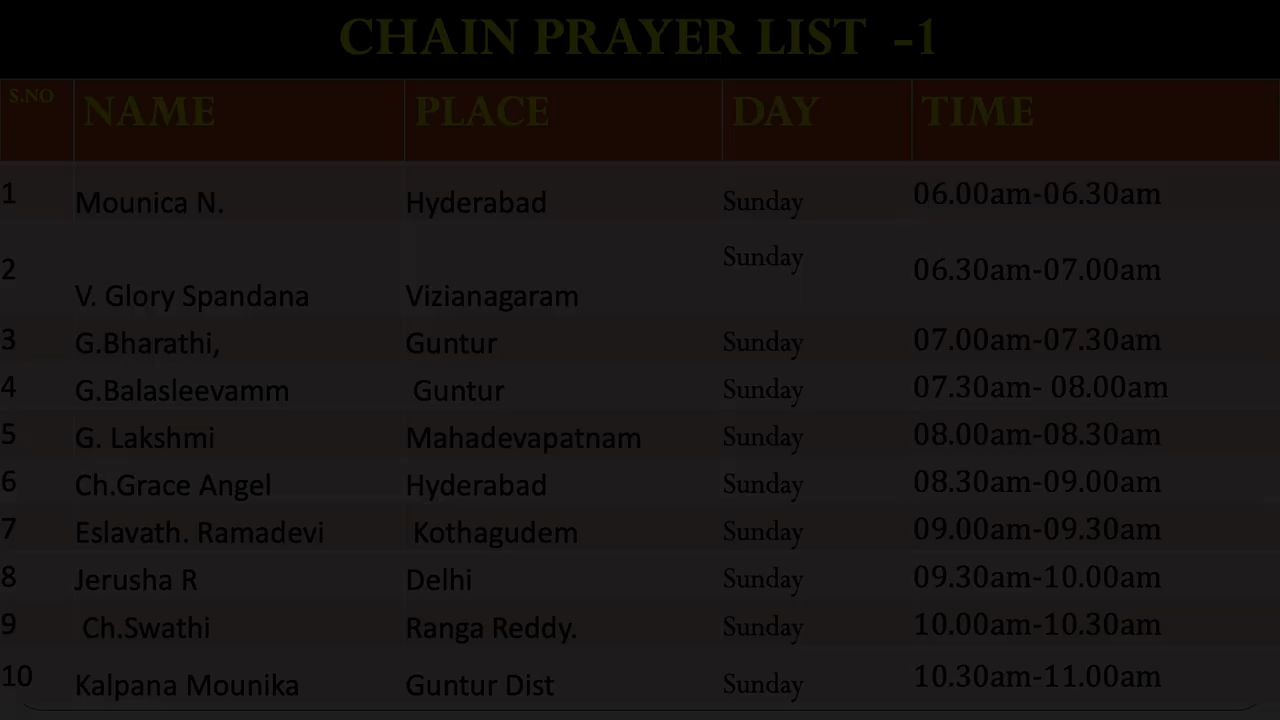 CHAIN PRAYER LIST -1
S.NO NAME PLACE DAY TIME
1 Mounica N. Hyderabad Sunday 06.00am-06.30am
2 V. Glory Spandana Vizianagaram Sunday 06.30am-07.00am
3 G.Bharathi, Guntur Sunday 07.00am-07.30am
4 G.Balasleevamm Guntur Sunday 07.30am- 08.00am
5 G. Lakshmi Mahadevapatnam Sunday 08.00am-08.30am
6 Ch.Grace Angel Hyderabad Sunday 08.30am-09.00am
7 Eslavath. Ramadevi Kothagudem Sunday 09.00am-09.30am
8 Jerusha R Delhi Sunday 09.30am-10.00am
9 Ch.Swathi Ranga Reddy. Sunday 10.00am-10.30am
10 Kalpana Mounika Guntur Dist Sunday 10.30am-11.00am